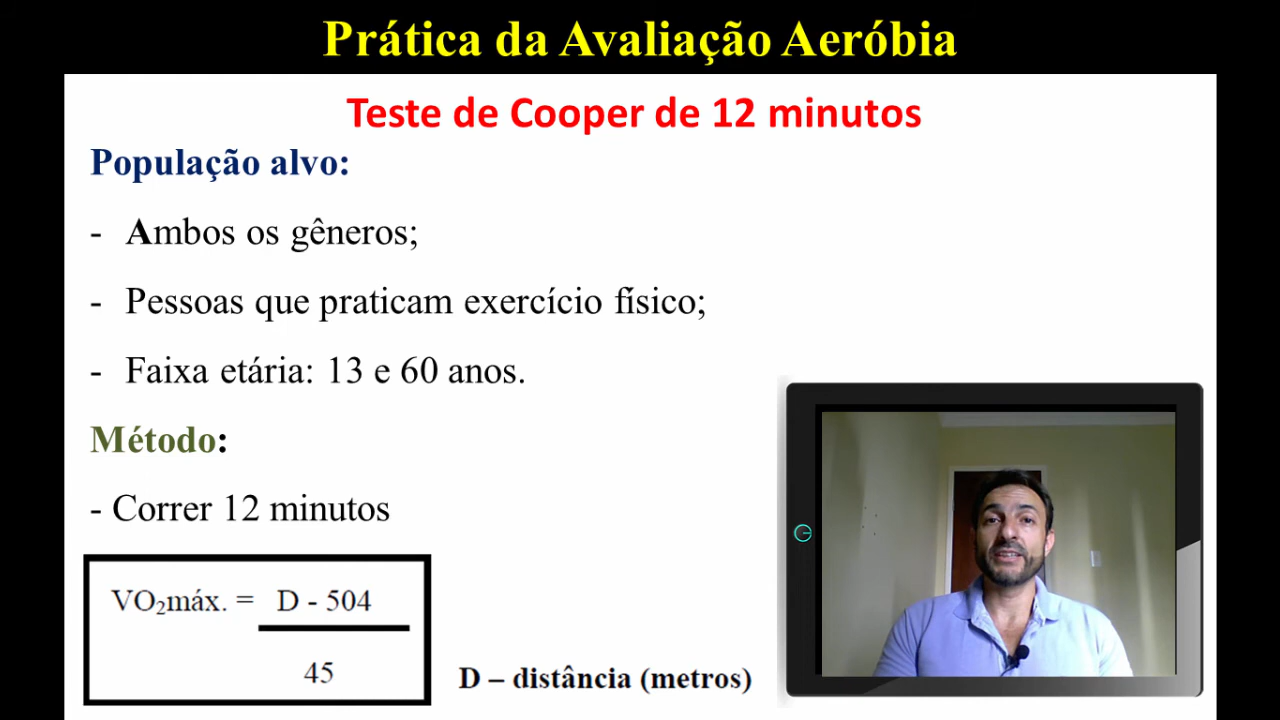 Prática da Avaliação Aeróbia
Teste de Cooper de 12 minutos
População alvo:
- Ambos os gêneros;
- Pessoas que praticam exercício físico;
- Faixa etária: 13 e 60 anos.
Método:
- Correr 12 minutos
VO₂máx. = D - 504
45
D – distância (metros)